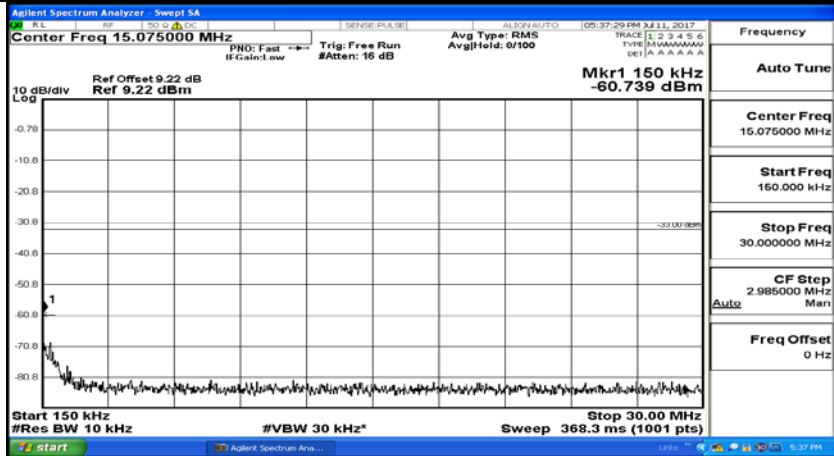 Agilent Spectrum Analyzer - Swept SA
RL RF 50 Ω DC SENSE:PULSE ALIGN AUTO 05:37:29 PM Jul 11, 2017
Center Freq 15.075000 MHz
PNO: Fast
IFGain:Low
Trig: Free Run
#Atten: 16 dB
Avg Type: RMS
Avg|Hold: 8/100
TRACE 1 2 3 4 5 6
TYPE MWWWWW
DET A A A A A A
Mkr1 150 kHz
-60.739 dBm
Ref Offset 9.22 dB
Ref 9.22 dBm
10 dB/div
Log
-0.78
-10.8
-20.8
-30.8
-33.00 dBm
-40.8
-50.8
1
-60.8
-70.8
-80.8
Start 150 kHz
Stop 30.00 MHz
#Res BW 10 kHz
#VBW 30 kHz*
Sweep 368.3 ms (1001 pts)
Frequency
Auto Tune
Center Freq
15.075000 MHz
Start Freq
150.000 kHz
Stop Freq
30.000000 MHz
CF Step
2.985000 MHz
Auto Man
Freq Offset
0 Hz
start
Agilent Spectrum Ana...
Links
5:37 PM